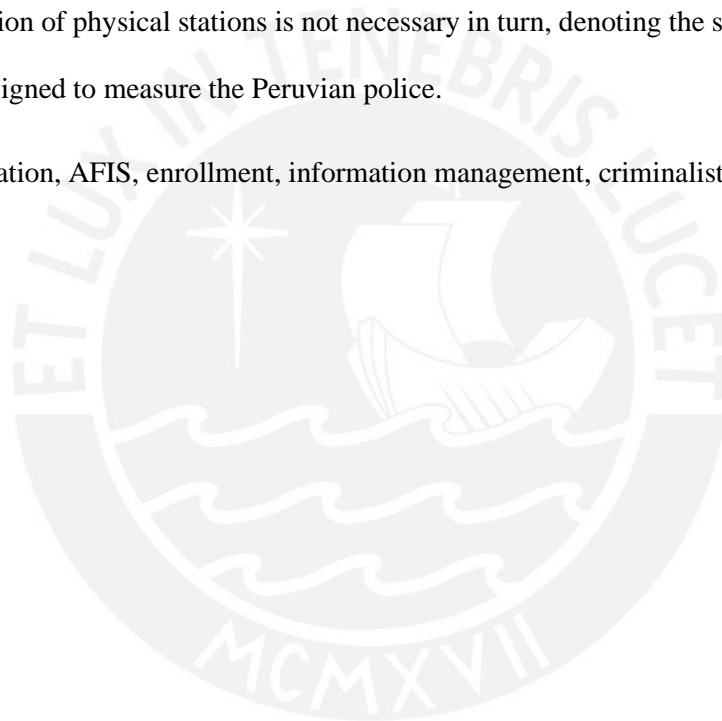 ion of physical stations is not necessary in turn, denoting the s
igned to measure the Peruvian police.
ation, AFIS, enrollment, information management, criminalist
ET LUX IN TENEBRIS LUCET
MCMXVII